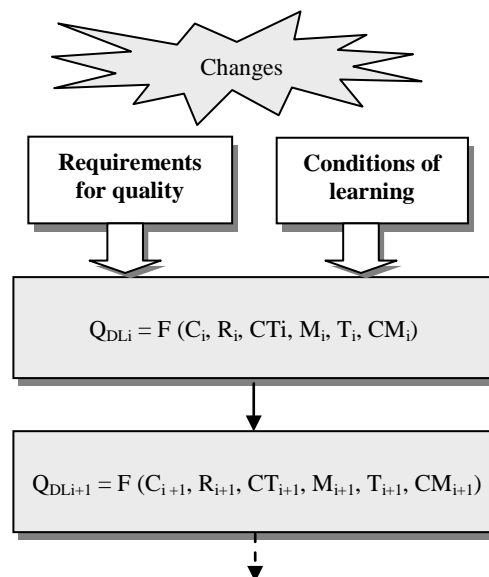 Changes
Requirements
for quality
Conditions of
learning
Q_DLi = F (C_i, R_i, CTi, M_i, T_i, CM_i)
Q_DLi+1 = F (C_i +1, R_i+1, CT_i+1, M_i+1, T_i+1, CM_i+1)